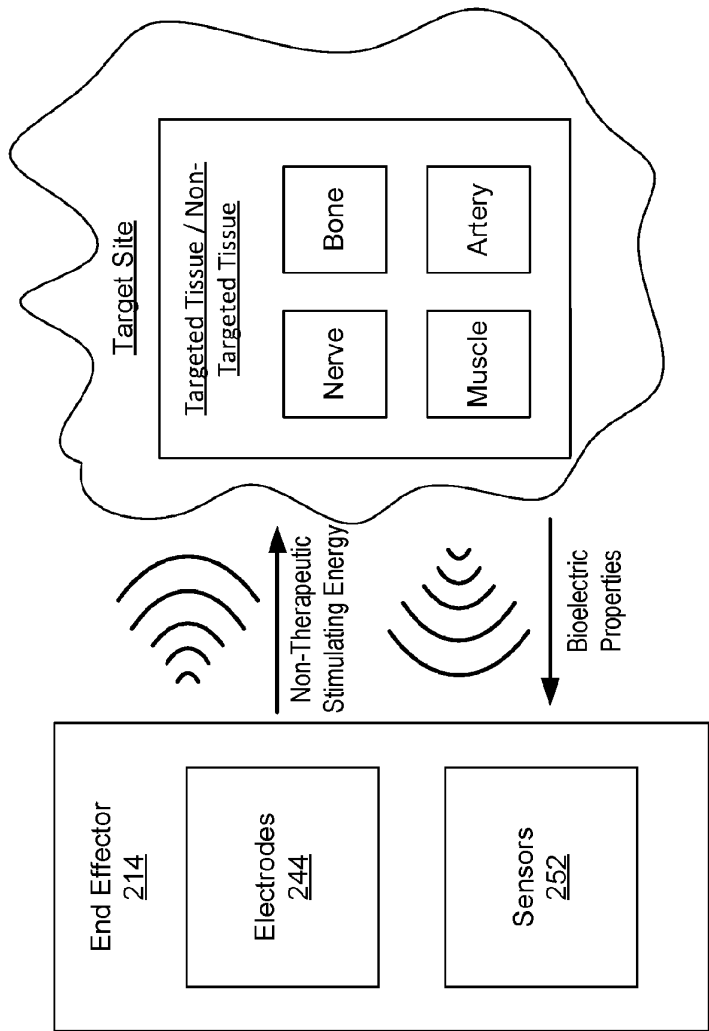 End Effector
214
Electrodes
244
Sensors
252
Non-Therapeutic
Stimulating Energy
Bioelectric
Properties
Target Site
Targeted Tissue / Non-
Targeted Tissue
Nerve
Bone
Muscle
Artery